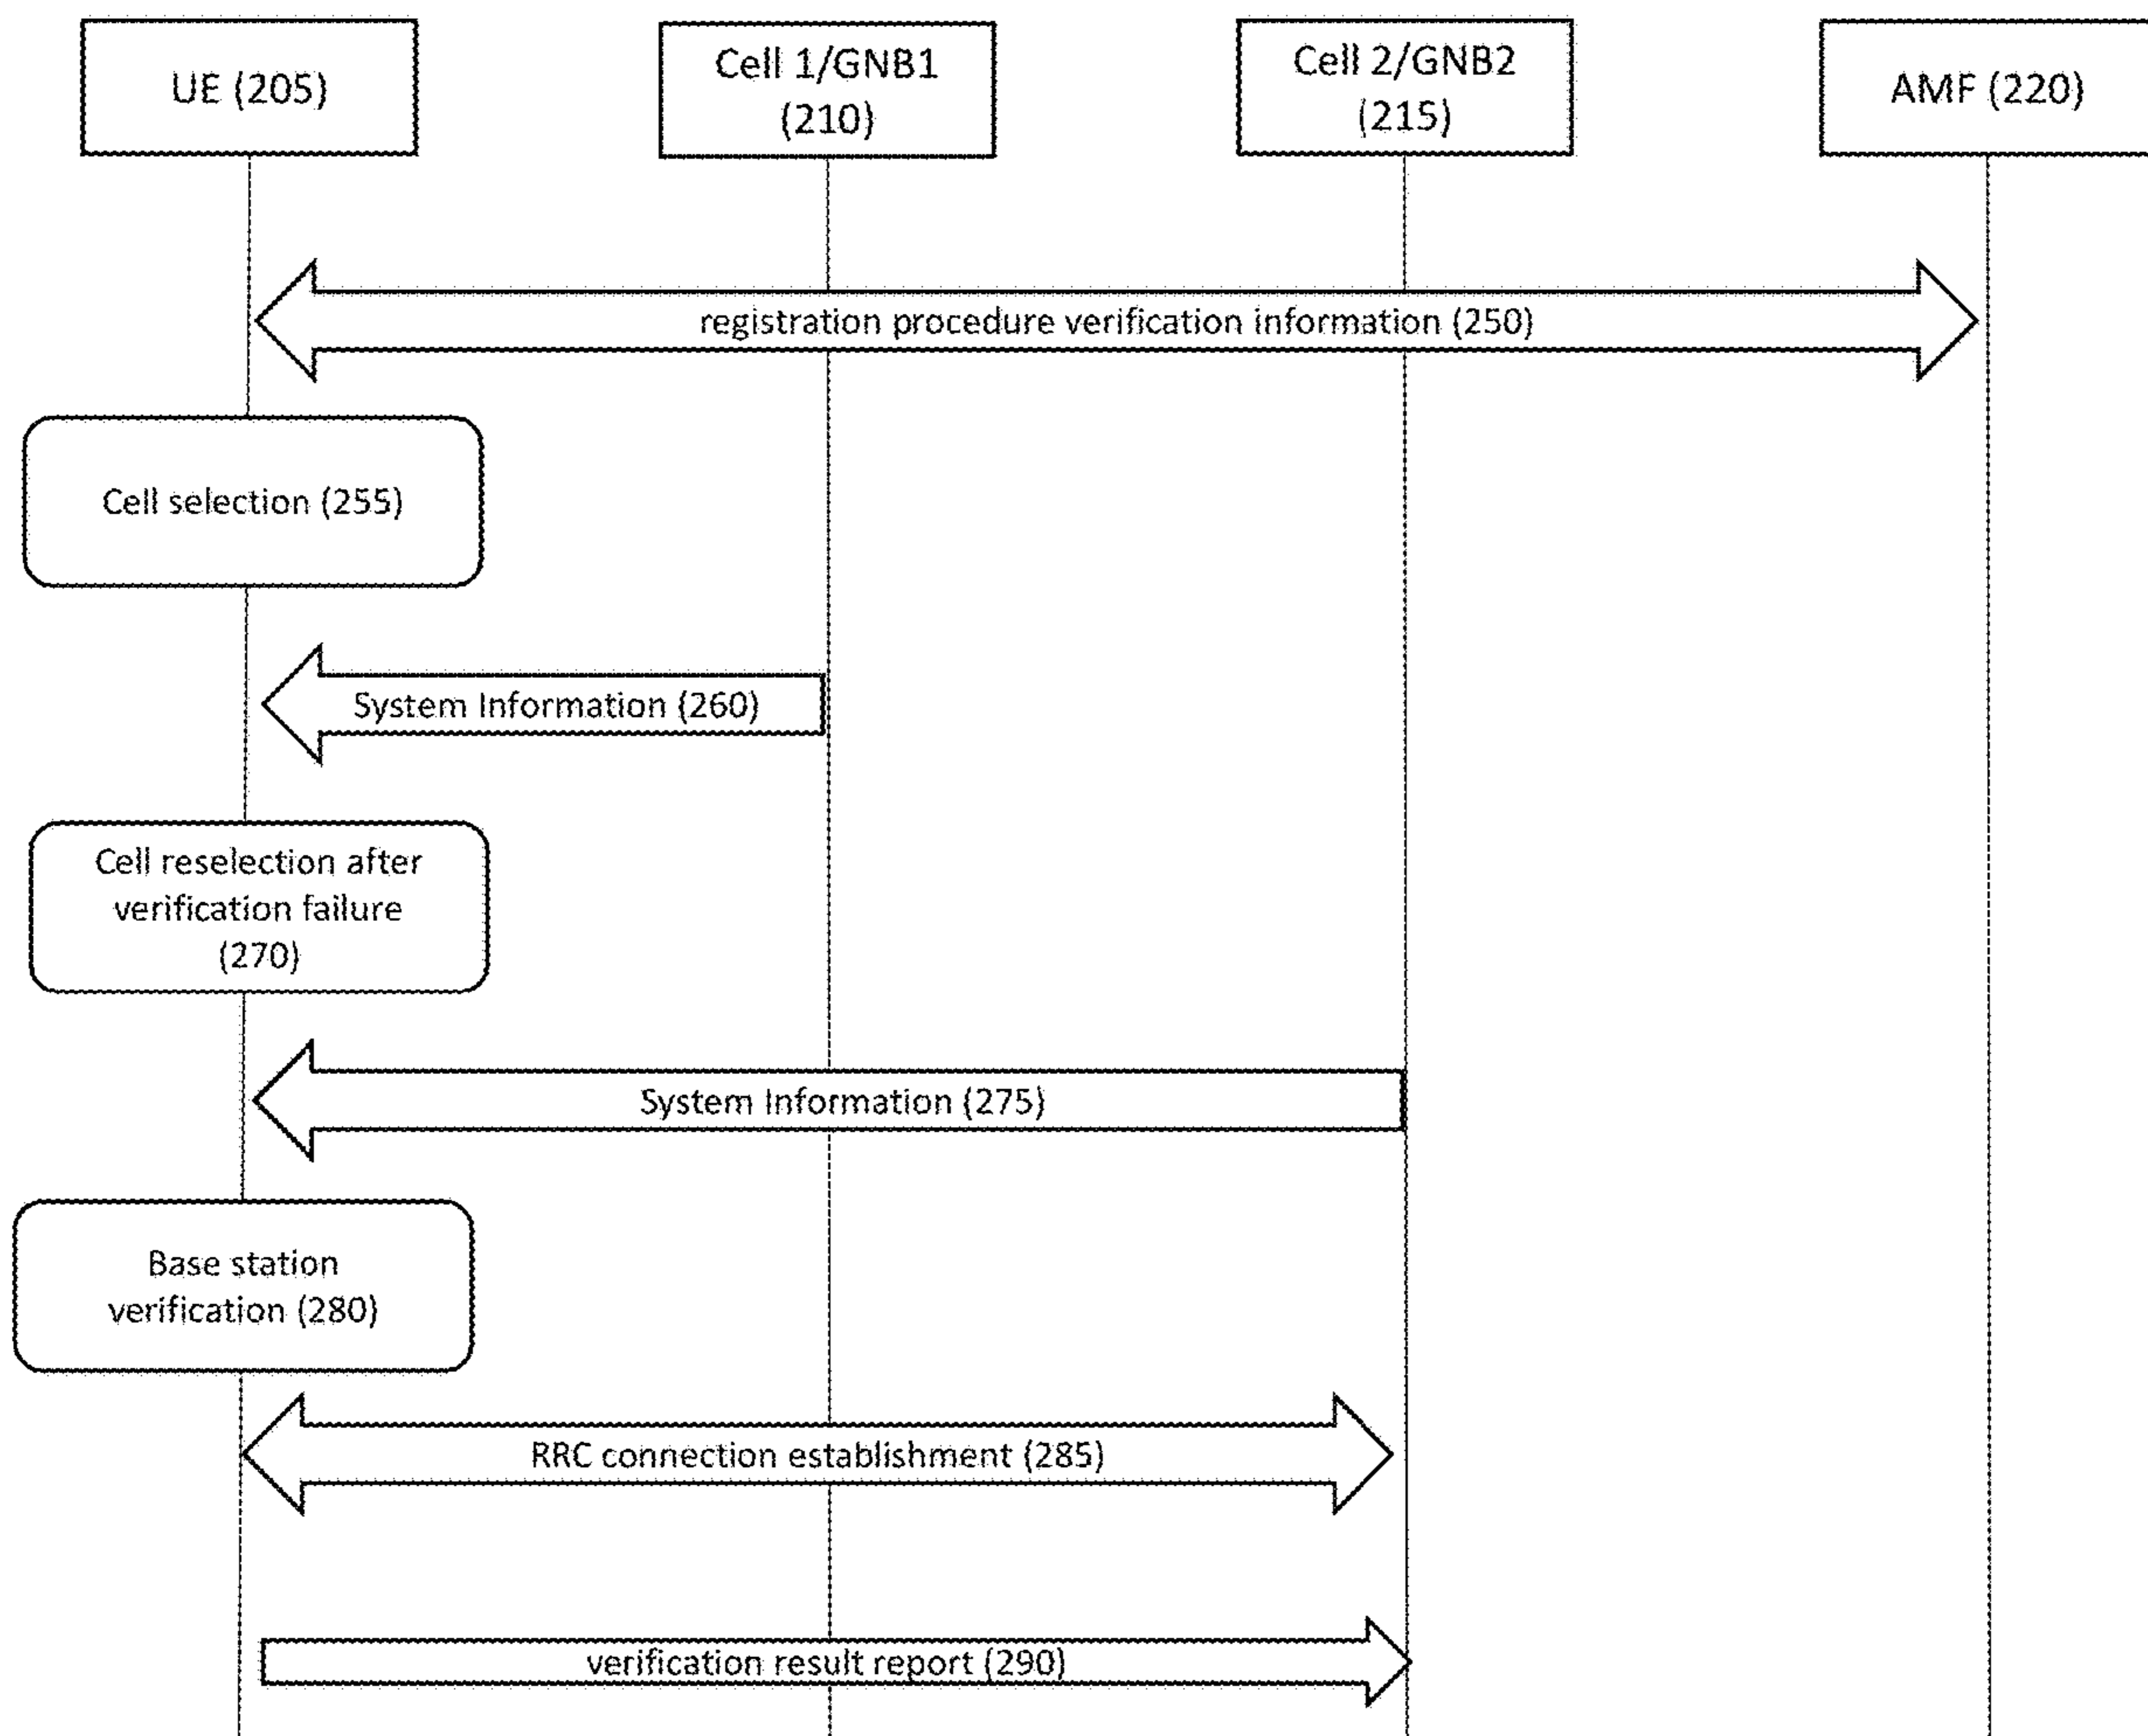 UE (205)
Cell 1/GNB1
(210)
Cell 2/GNB2
(215)
AMF (220)
registration procedure verification information (250)
Cell selection (255)
System Information (260)
Cell reselection after
verification failure
(270)
System Information (275)
Base station
verification (280)
RRC connection establishment (285)
verification result report (290)